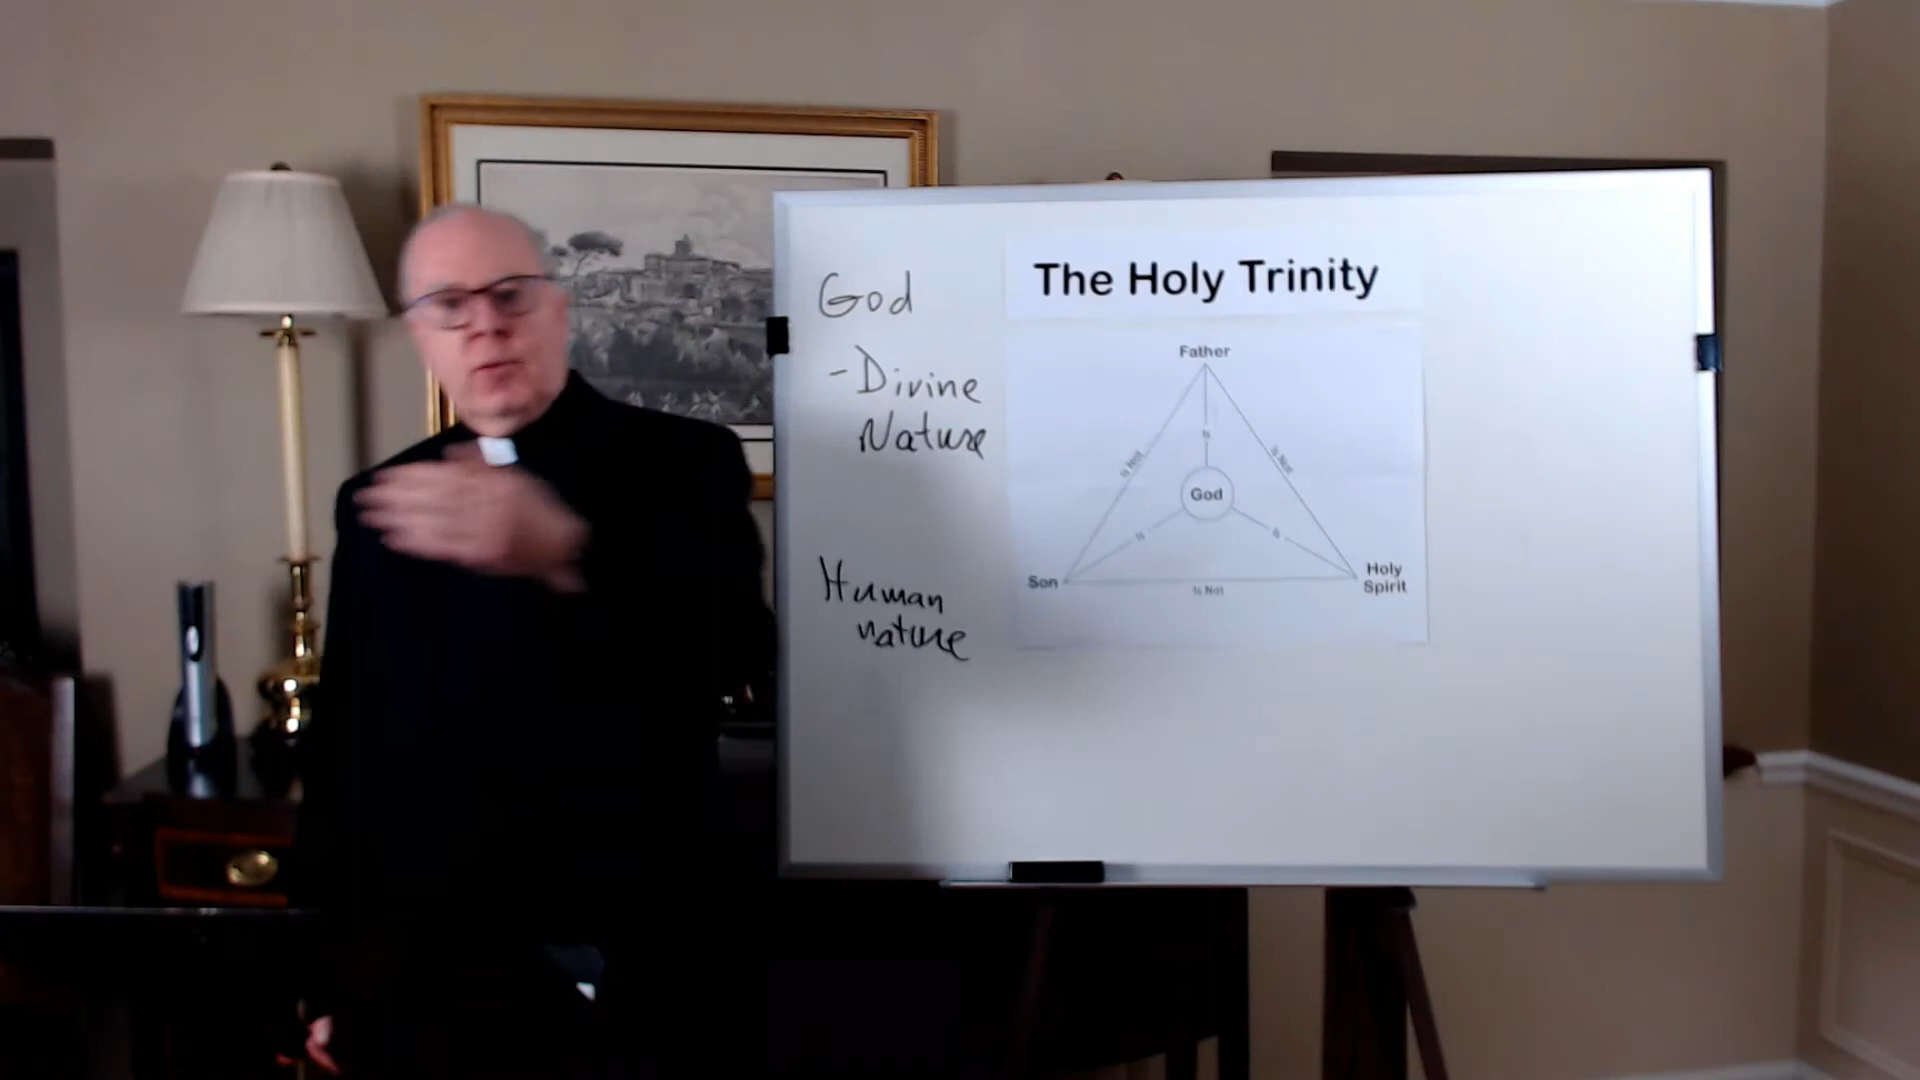 God
- Divine
Nature
Human
nature
The Holy Trinity
Father
Is
Is Not
Is Not
God
Is
Is
Son
Is Not
Holy
Spirit